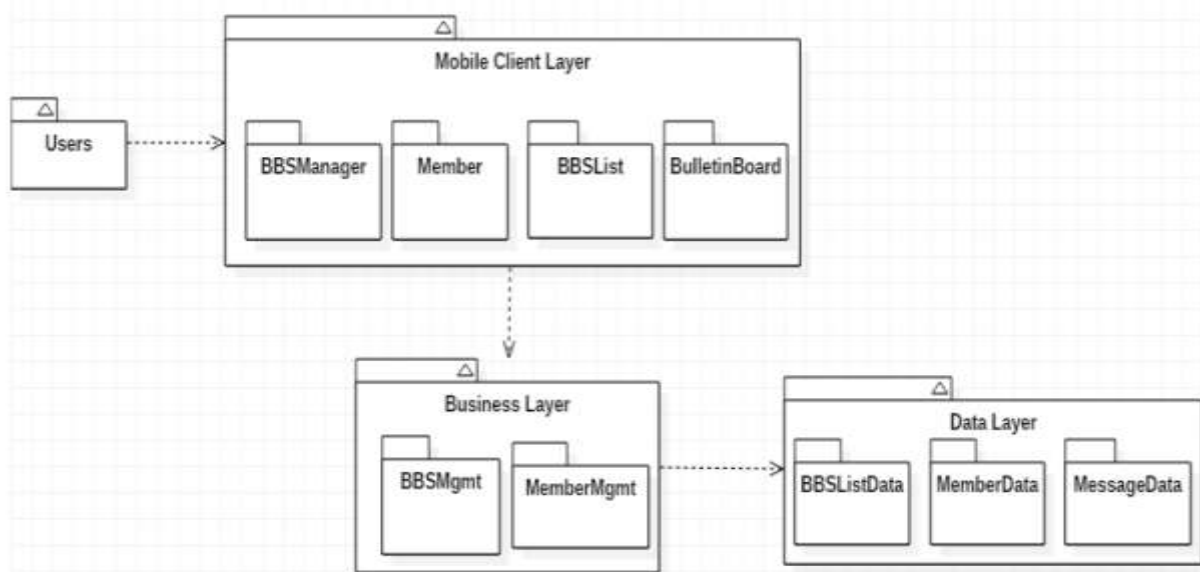 Mobile Client Layer
Users
BBSManager
Member
BBSList
BulletinBoard
Business Layer
BBSMgmt
MemberMgmt
Data Layer
BBSListData
MemberData
MessageData